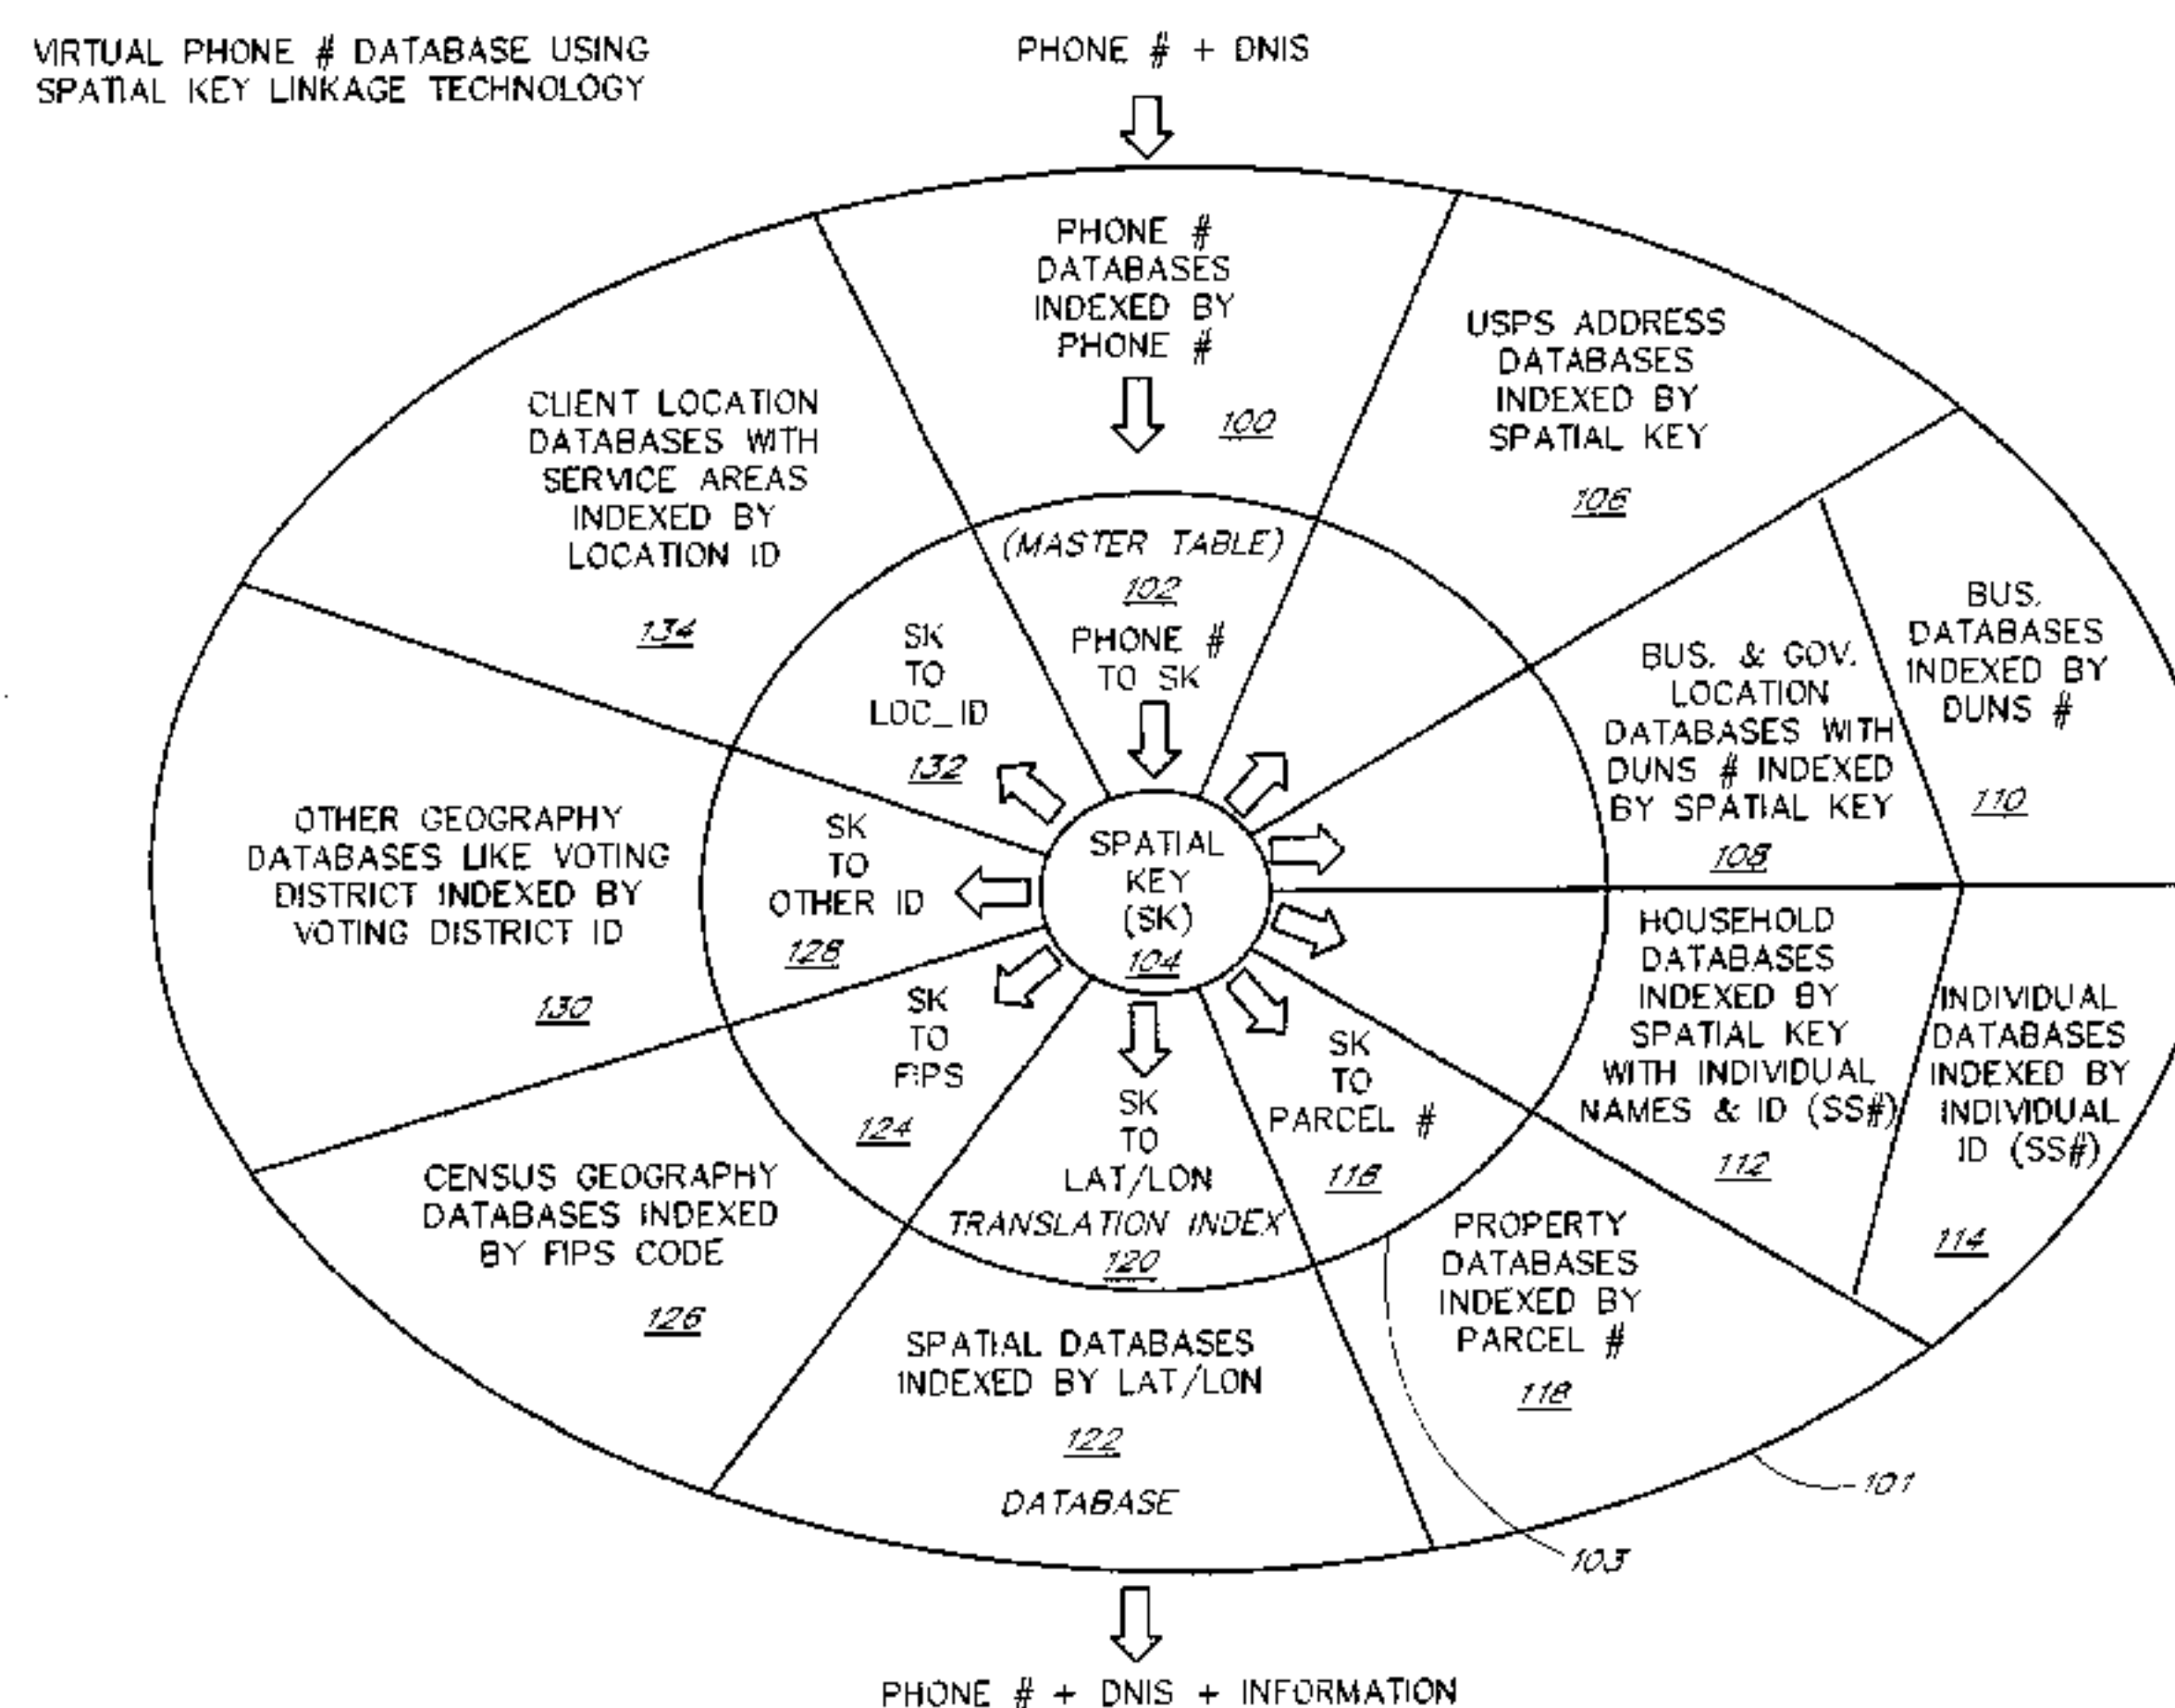 VIRTUAL PHONE # DATABASE USING
SPATIAL KEY LINKAGE TECHNOLOGY
PHONE # + DNIS
PHONE #
DATABASES
INDEXED BY
PHONE #
100
USPS ADDRESS
DATABASES
INDEXED BY
SPATIAL KEY
106
CLIENT LOCATION
DATABASES WITH
SERVICE AREAS
INDEXED BY
LOCATION ID
134
(MASTER TABLE)
102
PHONE #
TO SK
SK
TO
LOC_ID
132
BUS. & GOV.
LOCATION
DATABASES WITH
DUNS # INDEXED
BY SPATIAL KEY
108
BUS.
DATABASES
INDEXED BY
DUNS #
110
OTHER GEOGRAPHY
DATABASES LIKE VOTING
DISTRICT INDEXED BY
VOTING DISTRICT ID
130
SK
TO
OTHER ID
128
SPATIAL
KEY
(SK)
104
HOUSEHOLD
DATABASES
INDEXED BY
SPATIAL KEY
WITH INDIVIDUAL
NAMES & ID (SS#)
112
INDIVIDUAL
DATABASES
INDEXED BY
INDIVIDUAL
ID (SS#)
114
SK
TO
FIPS
124
SK
TO
LAT/LON
TRANSLATION INDEX
120
SK
TO
PARCEL #
116
CENSUS GEOGRAPHY
DATABASES INDEXED
BY FIPS CODE
126
PROPERTY
DATABASES
INDEXED BY
PARCEL #
118
SPATIAL DATABASES
INDEXED BY LAT/LON
122
DATABASE
101
103
PHONE # + DNIS + INFORMATION